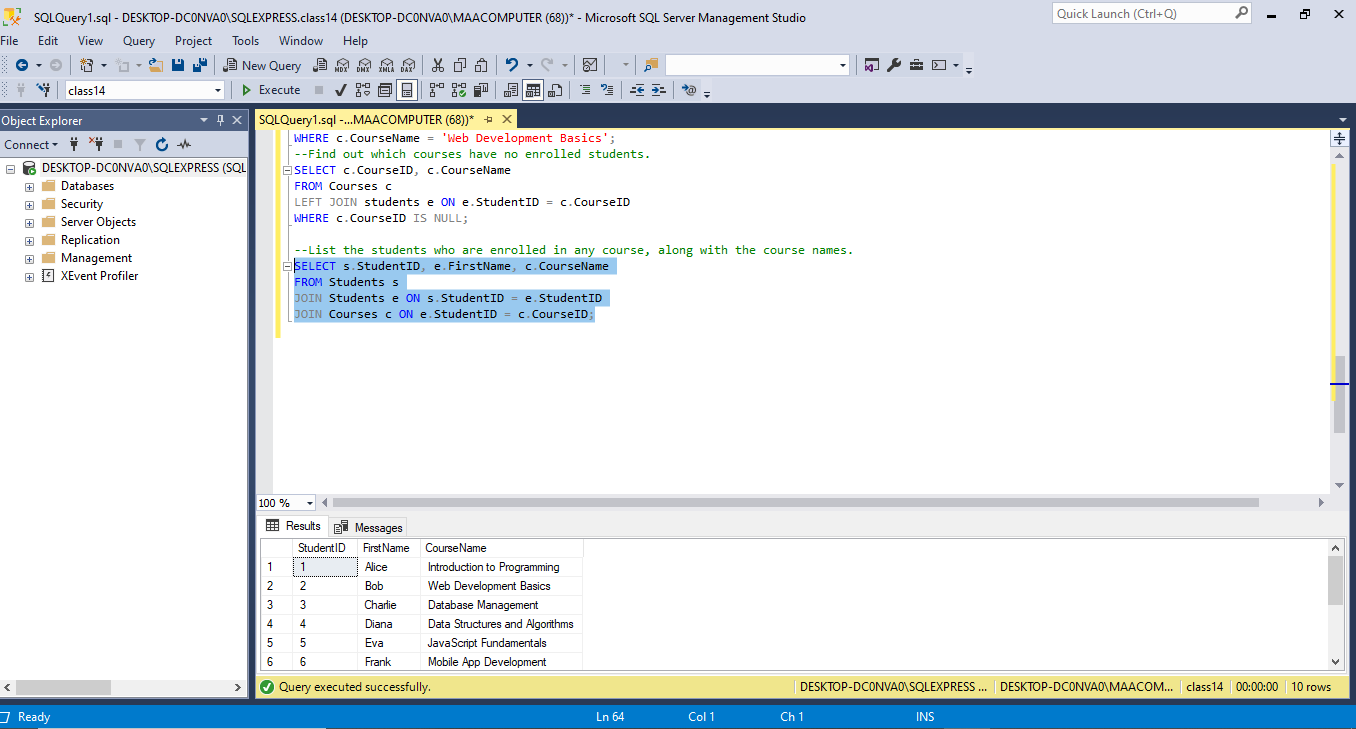 SQLQuery1.sql - DESKTOP-DC0NVA0\SQLEXPRESS.class14 (DESKTOP-DC0NVA0\MAACOMPUTER (68))* - Microsoft SQL Server Management Studio
Quick Launch (Ctrl+Q)
File Edit View Query Project Tools Window Help
New Query MDX DMX XMLA DAX
class14 Execute
Object Explorer
SQLQuery1.sql -...MAACOMPUTER (68))*
Connect
DESKTOP-DC0NVA0\SQLEXPRESS (SQL
Databases
Security
Server Objects
Replication
Management
XEvent Profiler
WHERE c.CourseName = 'Web Development Basics';
--Find out which courses have no enrolled students.
SELECT c.CourseID, c.CourseName
FROM Courses c
LEFT JOIN students e ON e.StudentID = c.CourseID
WHERE c.CourseID IS NULL;
--List the students who are enrolled in any course, along with the course names.
SELECT s.StudentID, e.FirstName, c.CourseName
FROM Students s
JOIN Students e ON s.StudentID = e.StudentID
JOIN Courses c ON e.StudentID = c.CourseID;
100 %
Results Messages
StudentID FirstName CourseName
1 1 Alice Introduction to Programming
2 2 Bob Web Development Basics
3 3 Charlie Database Management
4 4 Diana Data Structures and Algorithms
5 5 Eva JavaScript Fundamentals
6 6 Frank Mobile App Development
Query executed successfully. DESKTOP-DC0NVA0\SQLEXPRESS ... DESKTOP-DC0NVA0\MAACOM... class14 00:00:00 10 rows
Ready Ln 64 Col 1 Ch 1 INS